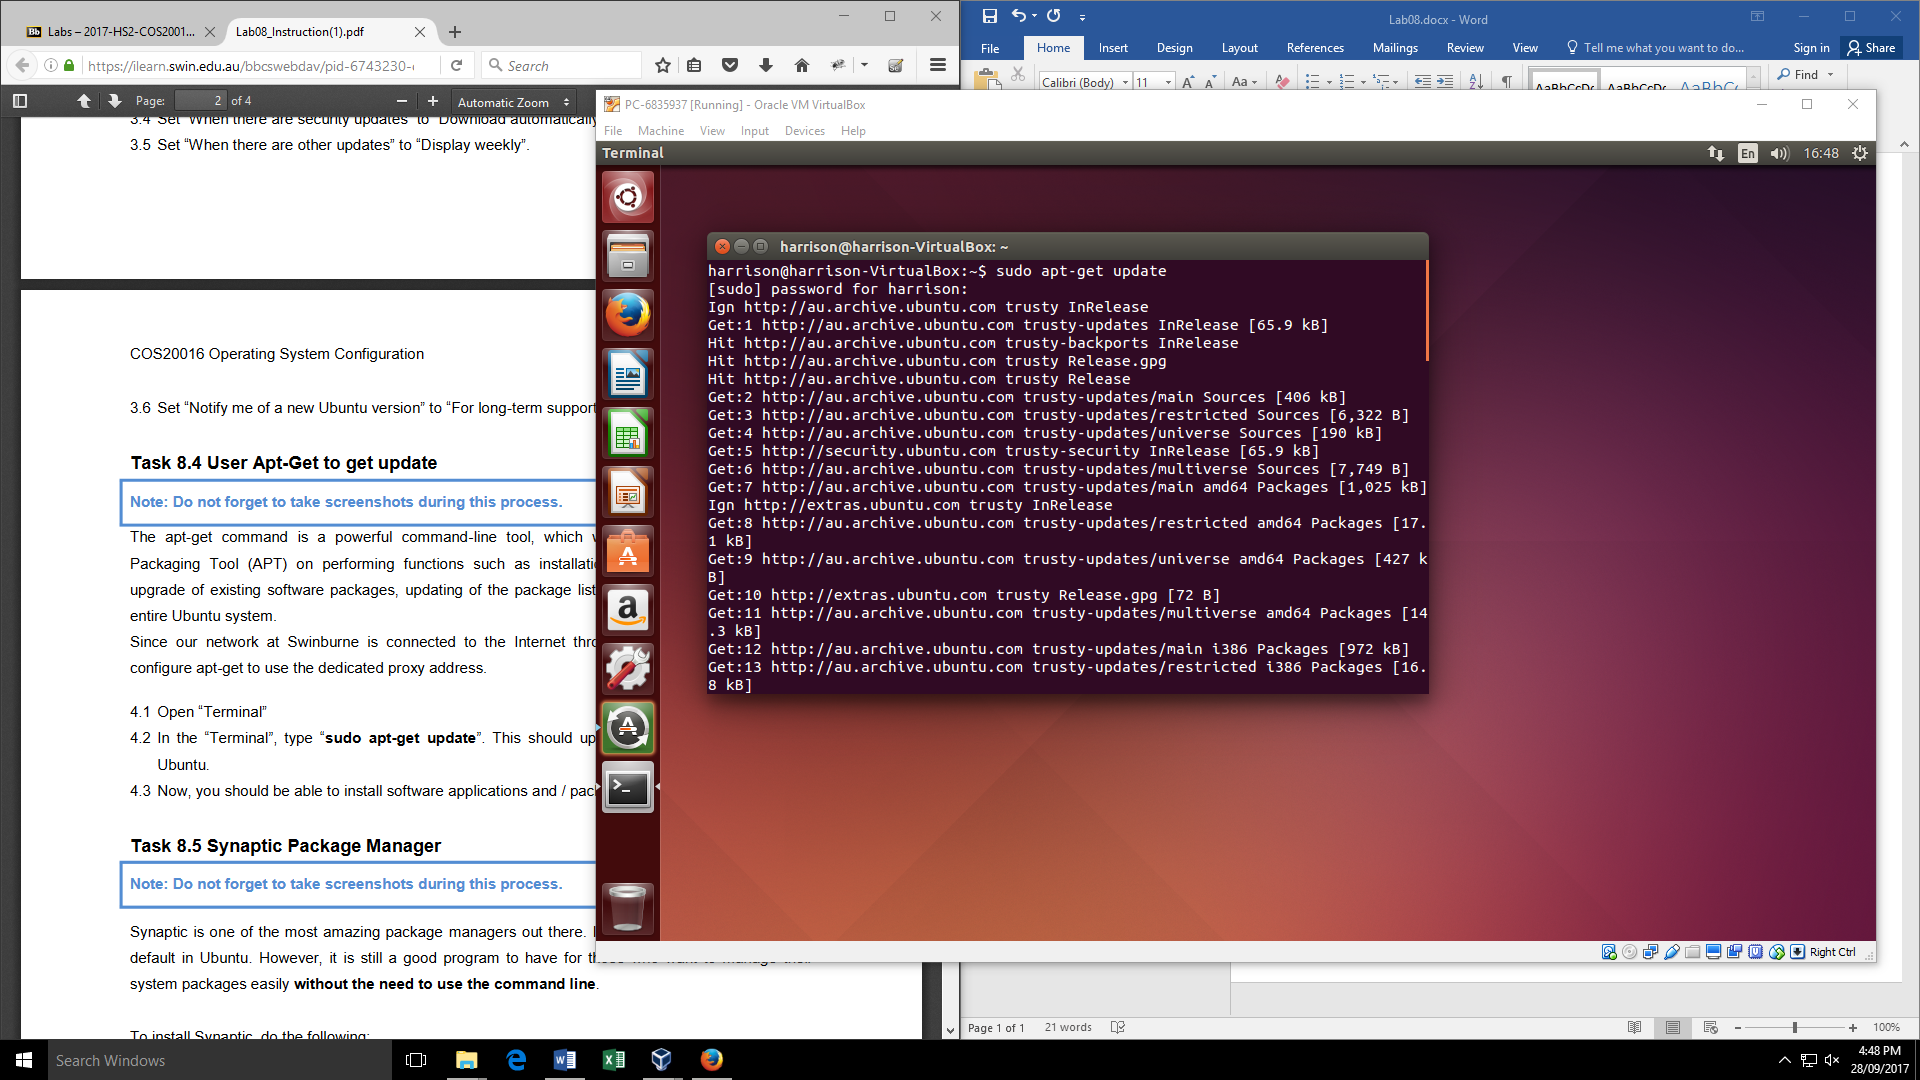 Labs – 2017-HS2-COS2001...
Lab08_Instruction(1).pdf
https://ilearn.swin.edu.au/bbcswebdav/pid-6743230-
Search
Page: 2 of 4
Automatic Zoom
3.4 Set “When there are security updates” to “Download automatically
3.5 Set “When there are other updates” to “Display weekly”.
COS20016 Operating System Configuration
3.6 Set “Notify me of a new Ubuntu version” to “For long-term support
Task 8.4 User Apt-Get to get update
Note: Do not forget to take screenshots during this process.
The apt-get command is a powerful command-line tool, which
Packaging Tool (APT) on performing functions such as
upgrade of existing software packages, updating of the package list
entire Ubuntu system.
Since our network at Swinburne is connected to the Internet
configure apt-get to use the dedicated proxy address.
4.1 Open “Terminal”
4.2 In the “Terminal”, type “sudo apt-get update”. This should
Ubuntu.
4.3 Now, you should be able to install software applications and /
Task 8.5 Synaptic Package Manager
Note: Do not forget to take screenshots during this process.
Synaptic is one of the most amazing package managers out there.
default in Ubuntu. However, it is still a good program to have for
system packages easily without the need to use the command line.
To install Synaptic, do the following:
Lab08.docx - Word
File Home Insert Design Layout References Mailings Review View Tell me what you want to do... Sign in Share
Calibri (Body) 11 Aa AaBbCcDc AaBbCcDc AaBbC Find
PC-6835937 [Running] - Oracle VM VirtualBox
File Machine View Input Devices Help
Terminal
En 16:48
harrison@harrison-VirtualBox: ~
harrison@harrison-VirtualBox:~$ sudo apt-get update
[sudo] password for harrison:
Ign http://au.archive.ubuntu.com trusty InRelease
Get:1 http://au.archive.ubuntu.com trusty-updates InRelease [65.9 kB]
Hit http://au.archive.ubuntu.com trusty-backports InRelease
Hit http://au.archive.ubuntu.com trusty Release.gpg
Hit http://au.archive.ubuntu.com trusty Release
Get:2 http://au.archive.ubuntu.com trusty-updates/main Sources [406 kB]
Get:3 http://au.archive.ubuntu.com trusty-updates/restricted Sources [6,322 B]
Get:4 http://au.archive.ubuntu.com trusty-updates/universe Sources [190 kB]
Get:5 http://security.ubuntu.com trusty-security InRelease [65.9 kB]
Get:6 http://au.archive.ubuntu.com trusty-updates/multiverse Sources [7,749 B]
Get:7 http://au.archive.ubuntu.com trusty-updates/main amd64 Packages [1,025 kB]
Ign http://extras.ubuntu.com trusty InRelease
Get:8 http://au.archive.ubuntu.com trusty-updates/restricted amd64 Packages [17.
1 kB]
Get:9 http://au.archive.ubuntu.com trusty-updates/universe amd64 Packages [427 k
B]
Get:10 http://extras.ubuntu.com trusty Release.gpg [72 B]
Get:11 http://au.archive.ubuntu.com trusty-updates/multiverse amd64 Packages [14
.3 kB]
Get:12 http://au.archive.ubuntu.com trusty-updates/main i386 Packages [972 kB]
Get:13 http://au.archive.ubuntu.com trusty-updates/restricted i386 Packages [16.
8 kB]
Right Ctrl
Page 1 of 1 21 words
100%
Search Windows
4:48 PM
28/09/2017